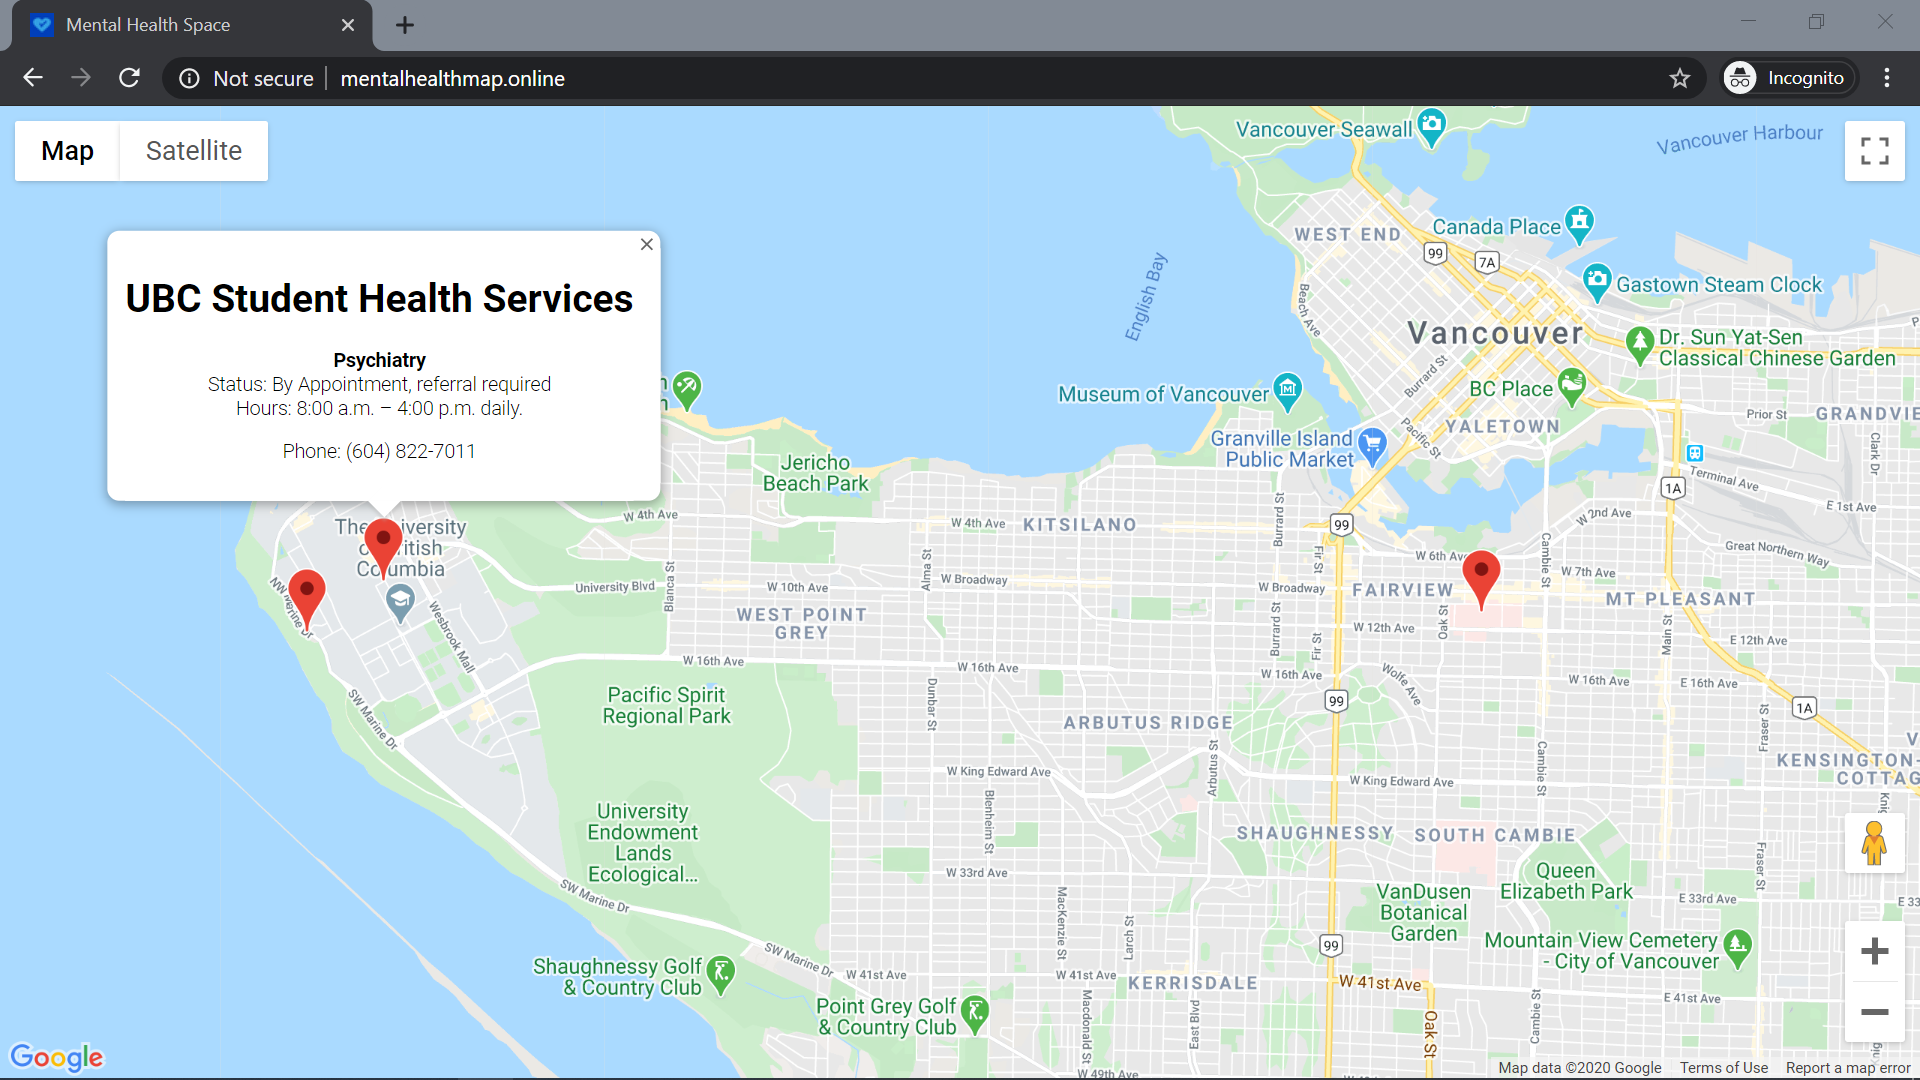 Mental Health Space
Not secure
mentalhealthmap.online
Incognito
Map
Satellite
UBC Student Health Services
Psychiatry
Status: By Appointment, referral required
Hours: 8:00 a.m. – 4:00 p.m. daily.
Phone: (604) 822-7011
Vancouver Seawall
Vancouver Harbour
Canada Place
WEST END
99
7A
Gastown Steam Clock
English Bay
Beach Ave
Vancouver
Dr. Sun Yat-Sen
Classical Chinese Garden
Burrard St
BC Place
Museum of Vancouver
Prior St
YALETOWN
Pacific St
Granville Island
Public Market
Clark Dr
Jericho
Beach Park
Terminal Ave
1A
E 1st Ave
W 2nd Ave
W 4th Ave
W 4th Ave
KITSILANO
Burrard St
99
Great Northern Way
British
Columbia
W 6th Ave
Fir St
Cambie St
W 7th Ave
Alma St
W Broadway
W Broadway
University Blvd
Blanca St
W 10th Ave
FAIRVIEW
MT PLEASANT
NW Marine Dr
Wesbrook Mall
WEST POINT
GREY
Burrard St
Fir St
W 12th Ave
Oak St
Main St
E 12th Ave
W 16th Ave
W 16th Ave
W 16th Ave
Wolfe Ave
W 16th Ave
E 16th Ave
Pacific Spirit
Regional Park
Dunbar St
99
1A
SW Marine Dr
ARBUTUS RIDGE
Fraser St
Arbutus St
Cambie St
KENSINGTON-
W King Edward Ave
W King Edward Ave
Blenheim St
University
Endowment
Lands
Ecological...
SHAUGHNESSY
SOUTH CAMBIE
Fraser St
W 33rd Ave
Queen
Elizabeth Park
SW Marine Dr
VanDusen
Botanical
Garden
E 33rd Ave
MacKenzie St
Larch St
99
Mountain View Cemetery
- City of Vancouver
SW Marine Dr
Shaughnessy Golf
& Country Club
W 41st Ave
W 41st Ave
KERRISDALE
W 41st Ave
E 41st Ave
Point Grey Golf
& Country Club
Macdonald St
East Blvd
Oak St
Cambie St
Google
W 49th Ave
Map data ©2020 Google
Terms of Use
Report a map error